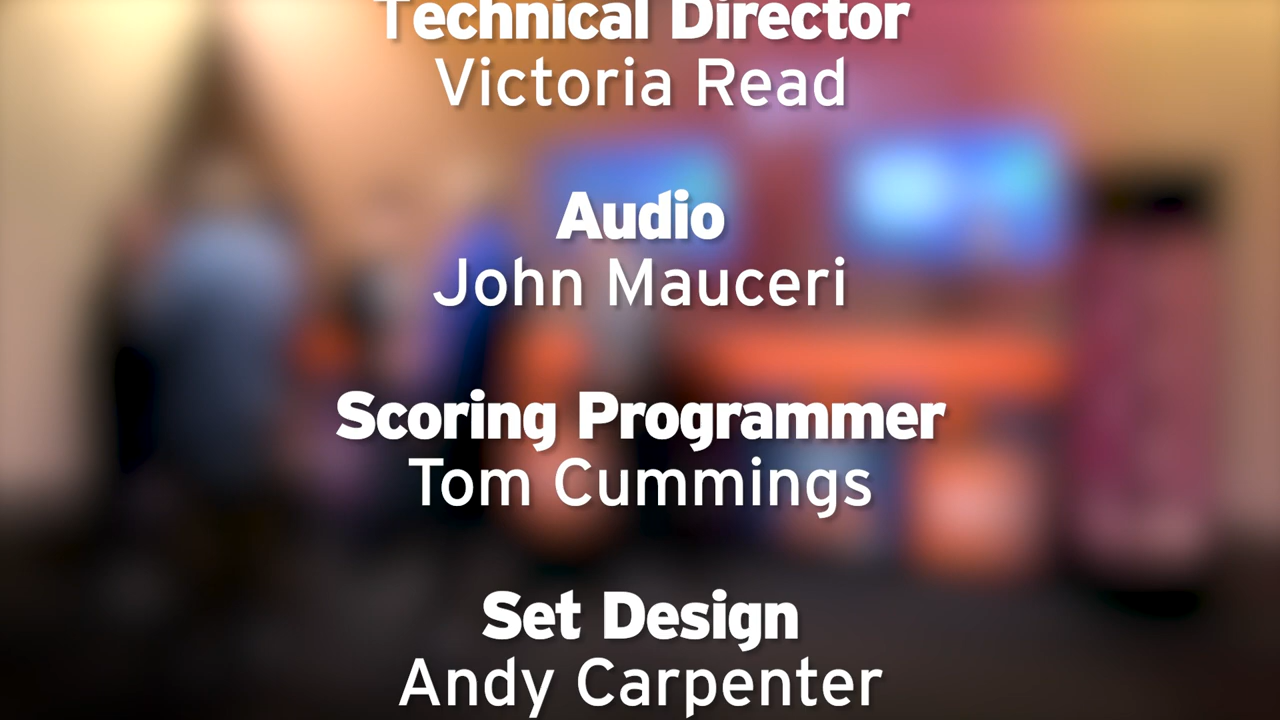 Technical Director
Victoria Read
Audio
John Mauceri
Scoring Programmer
Tom Cummings
Set Design
Andy Carpenter